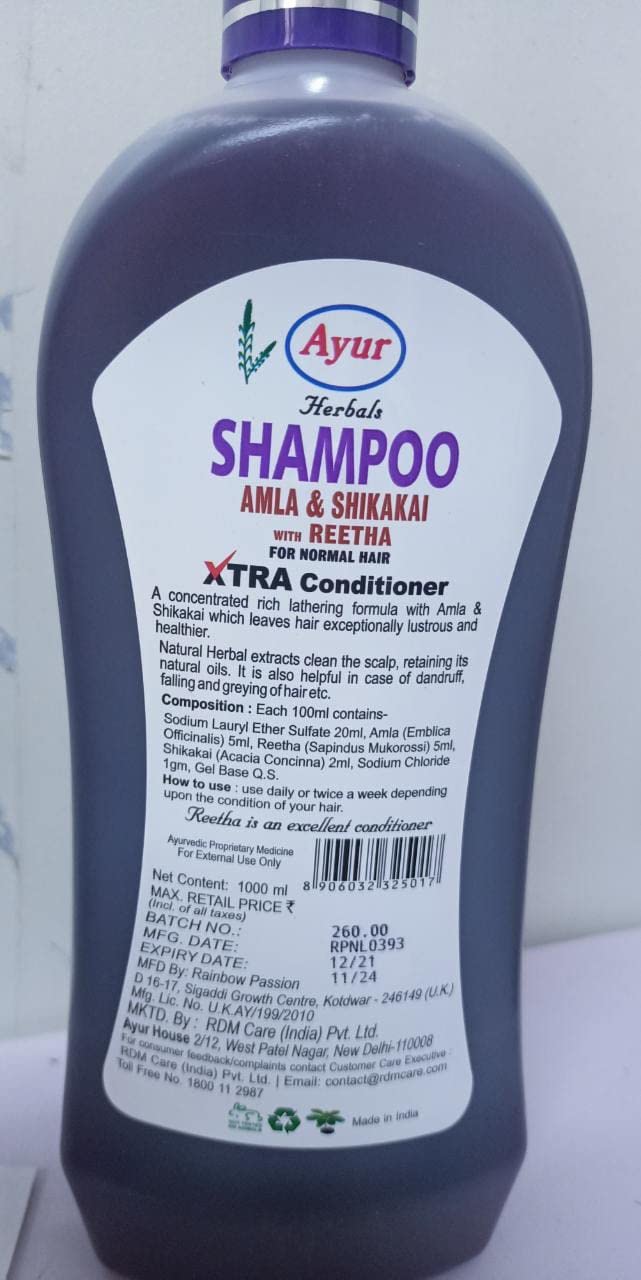 Ayur
Herbals
SHAMPOO
AMLA & SHIKAKAI
WITH REETHA
FOR NORMAL HAIR
XTRA Conditioner
A concentrated rich lathering formula with Amla &
Shikakai which leaves hair exceptionally lustrous and
healthier.
Natural Herbal extracts clean the scalp, retaining its
natural oils. It is also helpful in case of dandruff,
falling and greying of hair etc.
Composition : Each 100ml contains-
Sodium Lauryl Ether Sulfate 20ml, Amla (Emblica
Officinalis) 5ml, Reetha (Sapindus Mukorossi) 5ml,
Shikakai (Acacia Concinna) 2ml, Sodium Chloride
1gm, Gel Base Q.S.
How to use : use daily or twice a week depending
upon the condition of your hair.
Reetha is an excellent conditioner
Ayurvedic Proprietary Medicine
For External Use Only
8 906032 325017
Net Content: 1000 ml
MAX. RETAIL PRICE ₹
(Incl. of all taxes) 260.00
BATCH NO.: RPNL0393
MFG. DATE: 12/21
EXPIRY DATE: 11/24
MFD By: Rainbow Passion
D 16-17, Sigaddi Growth Centre, Kotdwar - 246149 (U.K.)
Mfg. Lic. No. U.K.AY/199/2010
MKTD. By : RDM Care (India) Pvt. Ltd.
Ayur House 2/12, West Patel Nagar, New Delhi-110008
For consumer feedback/complaints contact Customer Care Executive :
RDM Care (India) Pvt. Ltd. | Email: contact@rdmcare.com
Toll Free No. 1800 11 2987
Made in India